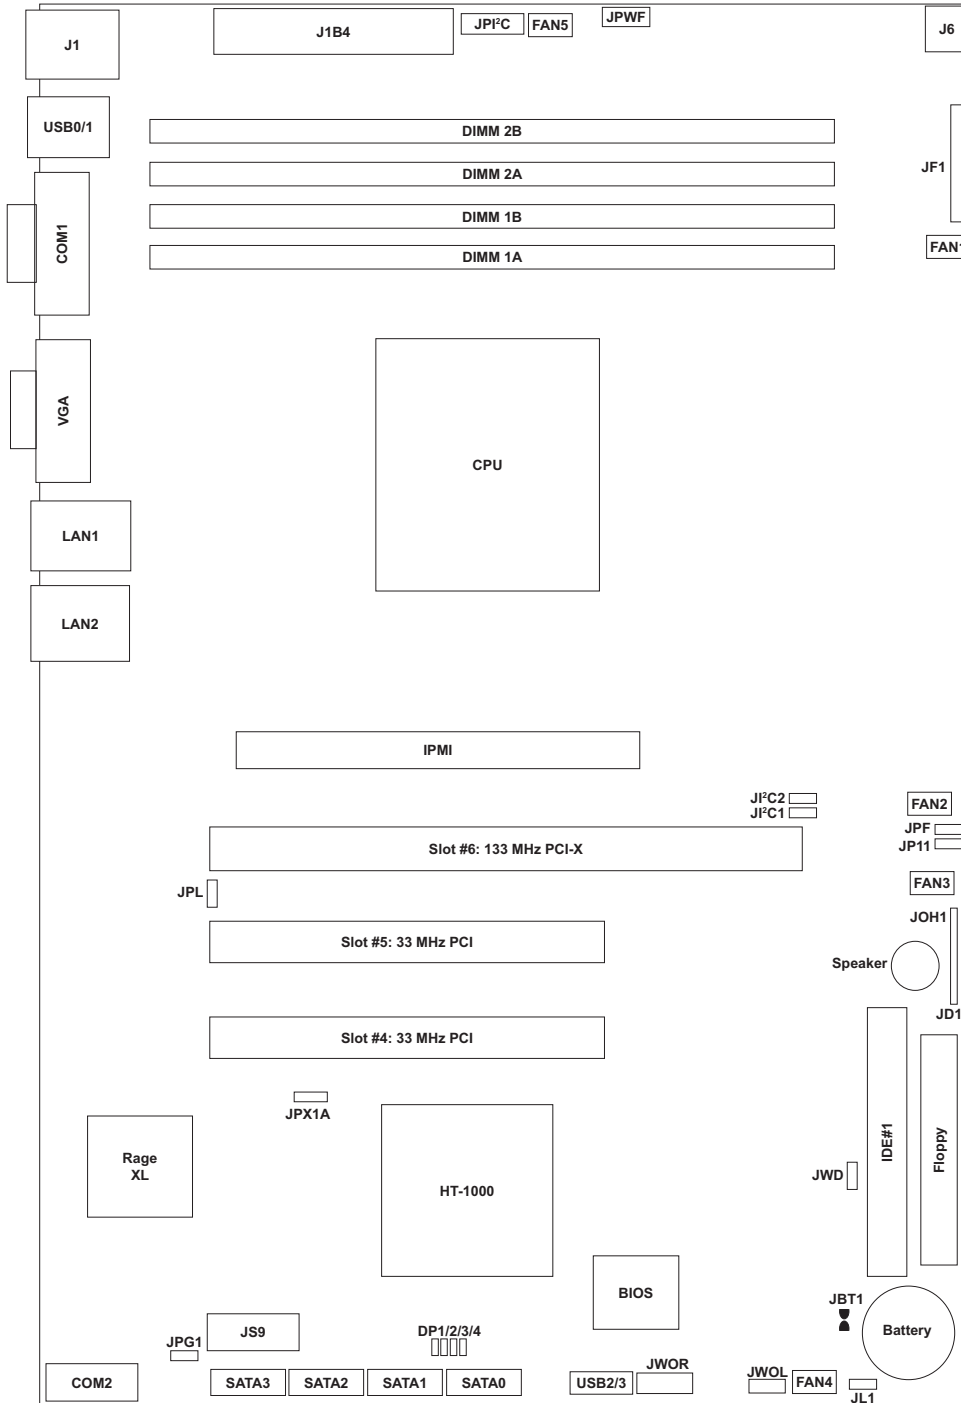 J1
J1B4
JPI²C
FAN5
JPWF
J6
USB0/1
DIMM 2B
DIMM 2A
DIMM 1B
DIMM 1A
JF1
FAN1
COM1
VGA
CPU
LAN1
LAN2
IPMI
JI²C2
JI²C1
FAN2
JPF
JP11
Slot #6: 133 MHz PCI-X
JPL
FAN3
JOH1
Slot #5: 33 MHz PCI
Speaker
JD1
Slot #4: 33 MHz PCI
JPX1A
Rage
XL
HT-1000
JWD
IDE#1
Floppy
BIOS
JBT1
Battery
JS9
JPG1
DP1/2/3/4
COM2
SATA3
SATA2
SATA1
SATA0
USB2/3
JWOR
JWOL
FAN4
JL1